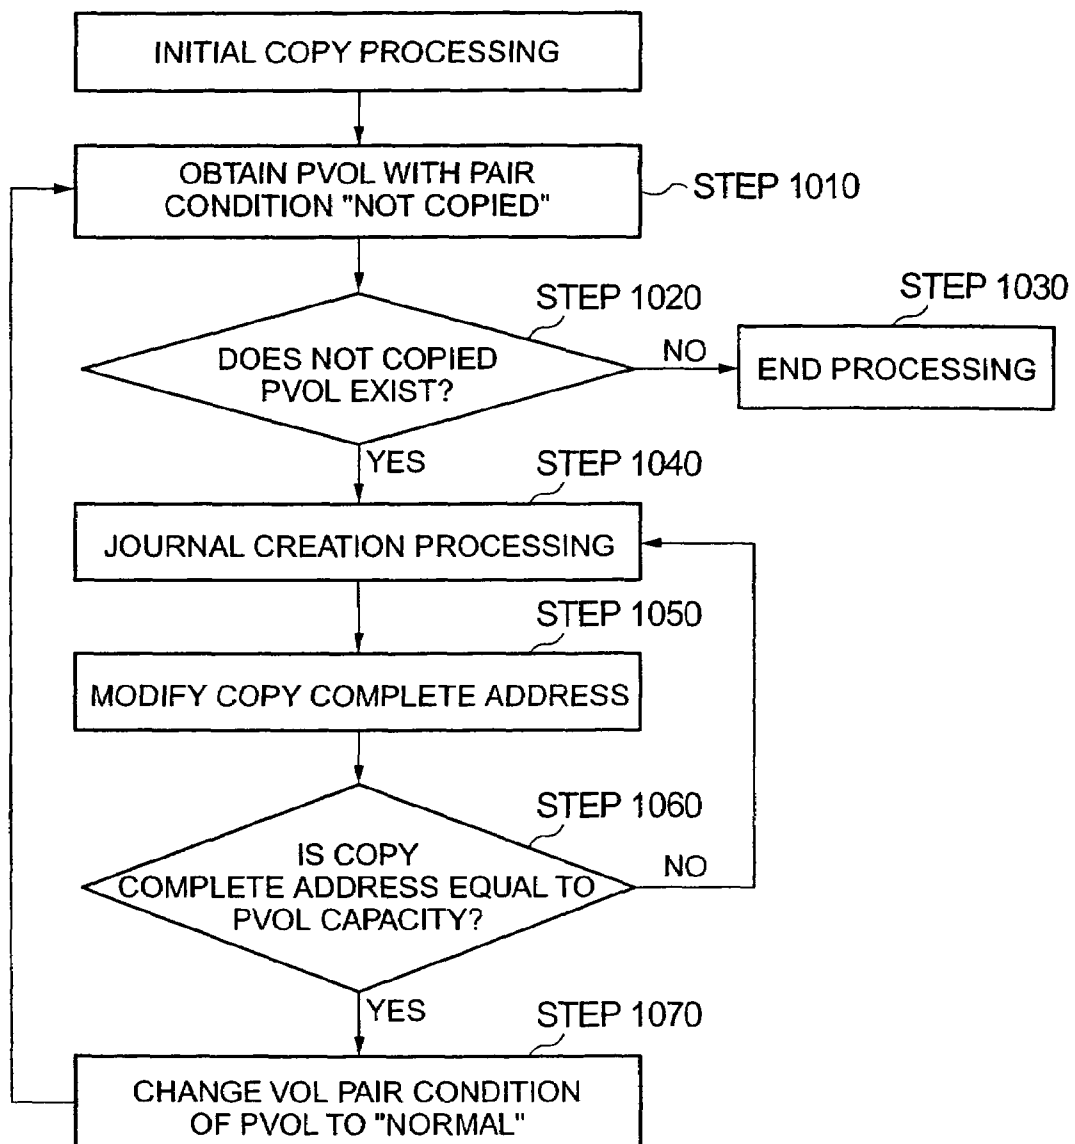 INITIAL COPY PROCESSING
OBTAIN PVOL WITH PAIR
CONDITION "NOT COPIED"
STEP 1010
STEP 1020
DOES NOT COPIED
PVOL EXIST?
NO
STEP 1030
END PROCESSING
YES
STEP 1040
JOURNAL CREATION PROCESSING
STEP 1050
MODIFY COPY COMPLETE ADDRESS
STEP 1060
IS COPY
COMPLETE ADDRESS EQUAL TO
PVOL CAPACITY?
NO
YES
STEP 1070
CHANGE VOL PAIR CONDITION
OF PVOL TO "NORMAL"